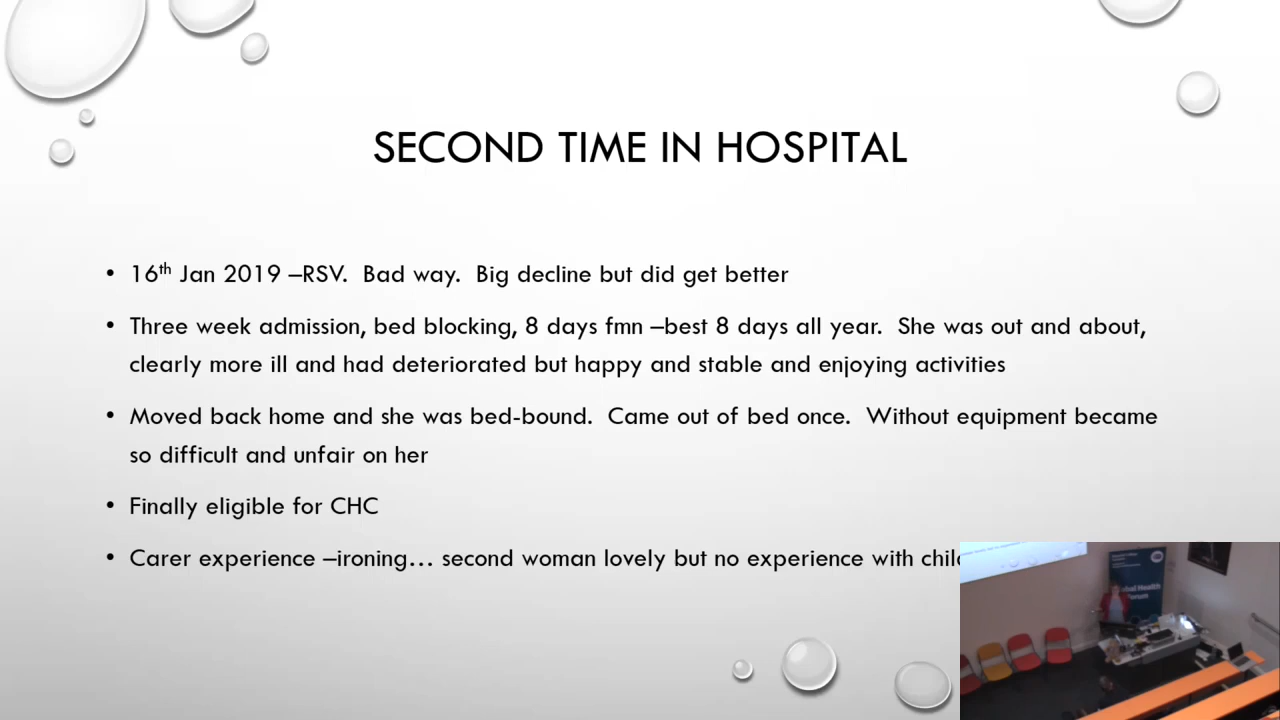 SECOND TIME IN HOSPITAL
• 16th Jan 2019 –RSV. Bad way. Big decline but did get better
• Three week admission, bed blocking, 8 days fmn –best 8 days all year. She was out and about,
clearly more ill and had deteriorated but happy and stable and enjoying activities
• Moved back home and she was bed-bound. Came out of bed once. Without equipment became
so difficult and unfair on her
• Finally eligible for CHC
• Carer experience –ironing… second woman lovely but no experience with
Health